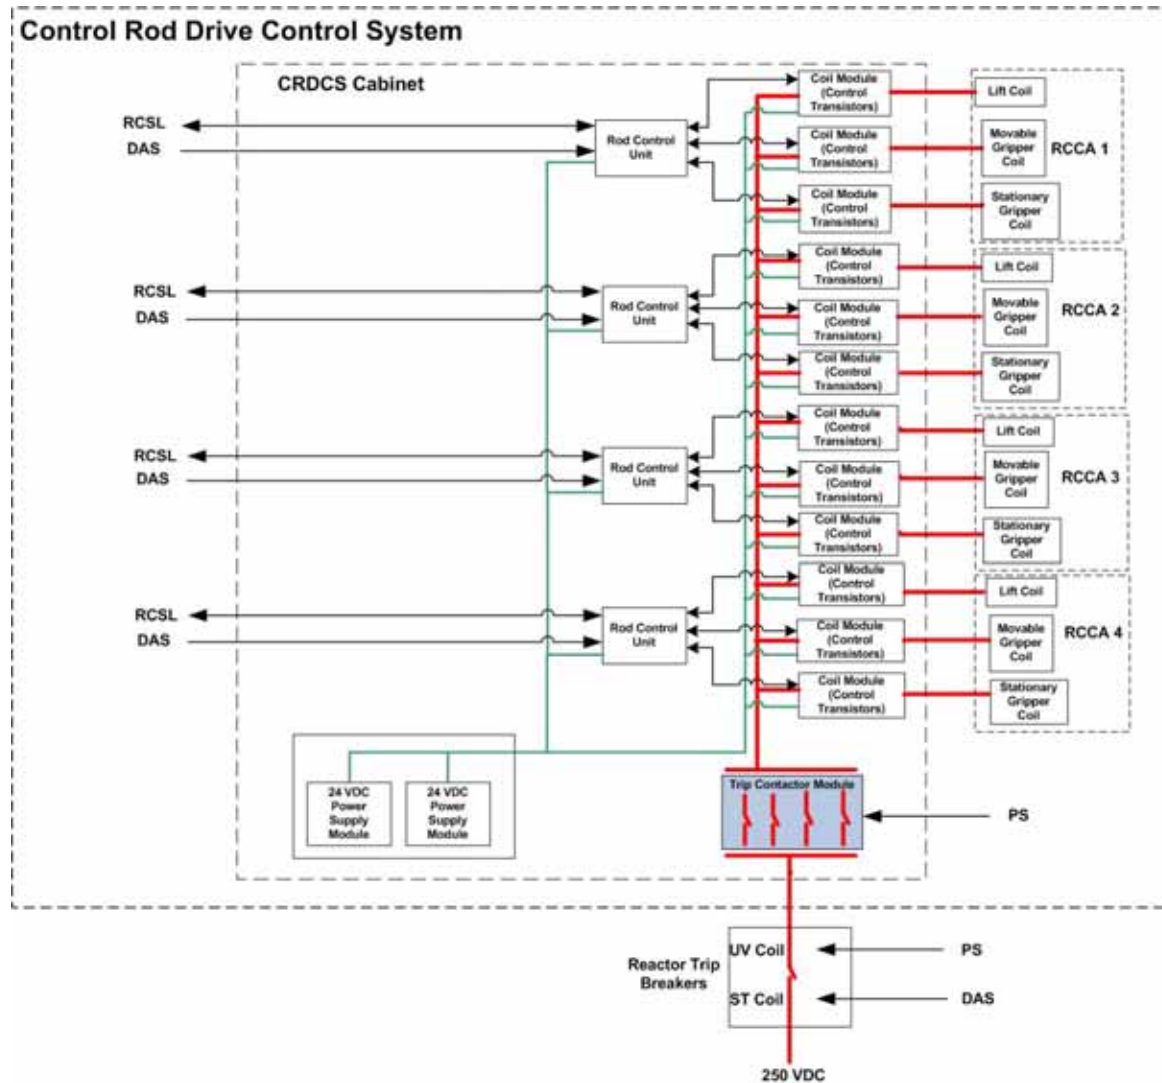 Control Rod Drive Control System
CRDCS Cabinet
RCSL
DAS
Rod Control
Unit
Coil Module
(Control
Transistors)
Lift Coil
Coil Module
(Control
Transistors)
Movable
Gripper
Coil
RCCA 1
Coil Module
(Control
Transistors)
Stationary
Gripper
Coil
RCSL
DAS
Rod Control
Unit
Coil Module
(Control
Transistors)
Lift Coil
Coil Module
(Control
Transistors)
Movable
Gripper
Coil
RCCA 2
Coil Module
(Control
Transistors)
Stationary
Gripper
Coil
RCSL
DAS
Rod Control
Unit
Coil Module
(Control
Transistors)
Lift Coil
Coil Module
(Control
Transistors)
Movable
Gripper
Coil
RCCA 3
Coil Module
(Control
Transistors)
Stationary
Gripper
Coil
RCSL
DAS
Rod Control
Unit
Coil Module
(Control
Transistors)
Lift Coil
Coil Module
(Control
Transistors)
Movable
Gripper
Coil
RCCA 4
Coil Module
(Control
Transistors)
Stationary
Gripper
Coil
24 VDC
Power
Supply
Module
24 VDC
Power
Supply
Module
Trip Contactor Module
PS
Reactor Trip
Breakers
UV Coil
PS
ST Coil
DAS
250 VDC